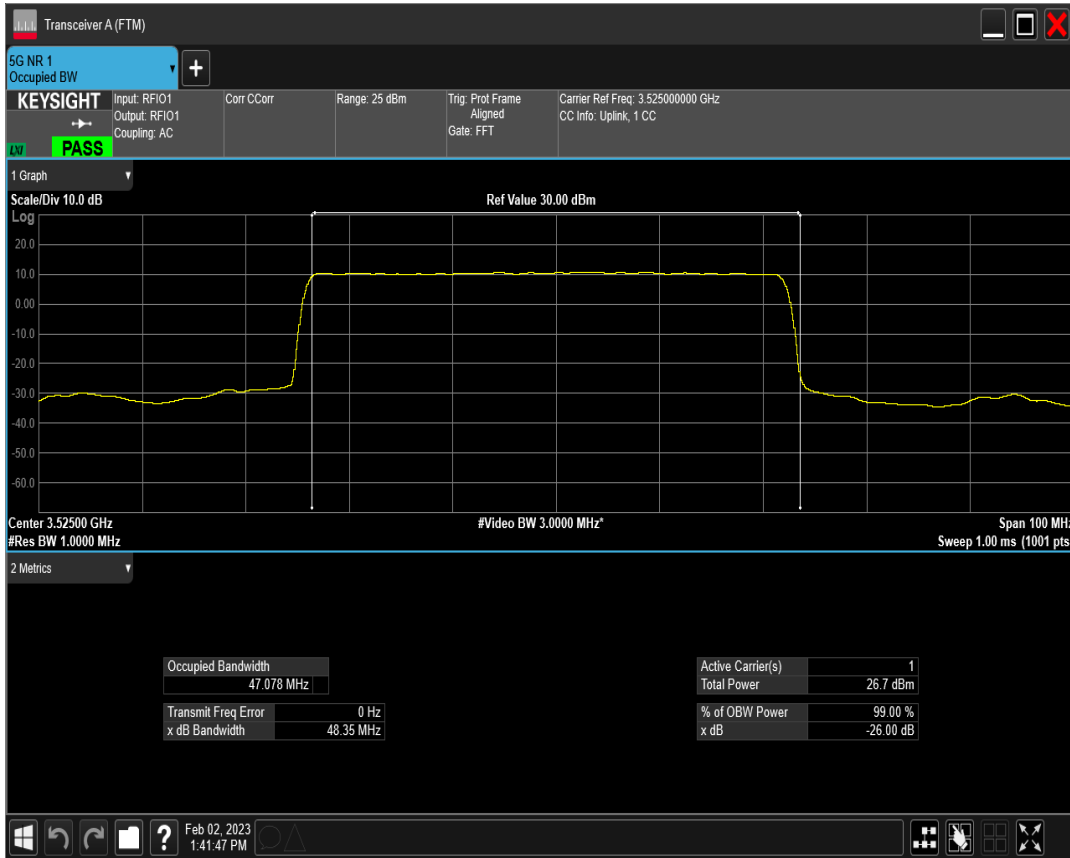 Transceiver A (FTM)
5G NR 1
Occupied BW
+
KEYSIGHT
LXI
PASS
Input: RFIO1
Output: RFIO1
Coupling: AC
Corr CCorr
Range: 25 dBm
Trig: Prot Frame
Aligned
Gate: FFT
Carrier Ref Freq: 3.525000000 GHz
CC Info: Uplink, 1 CC
1 Graph
Scale/Div 10.0 dB
Ref Value 30.00 dBm
Log
20.0
10.0
0.00
-10.0
-20.0
-30.0
-40.0
-50.0
-60.0
Center 3.52500 GHz
#Video BW 3.0000 MHz*
Span 100 MHz
#Res BW 1.0000 MHz
Sweep 1.00 ms (1001 pts
2 Metrics
Occupied Bandwidth
47.078 MHz
Transmit Freq Error 0 Hz
x dB Bandwidth 48.35 MHz
Active Carrier(s) 1
Total Power 26.7 dBm
% of OBW Power 99.00 %
x dB -26.00 dB
?
Feb 02, 2023
1:41:47 PM